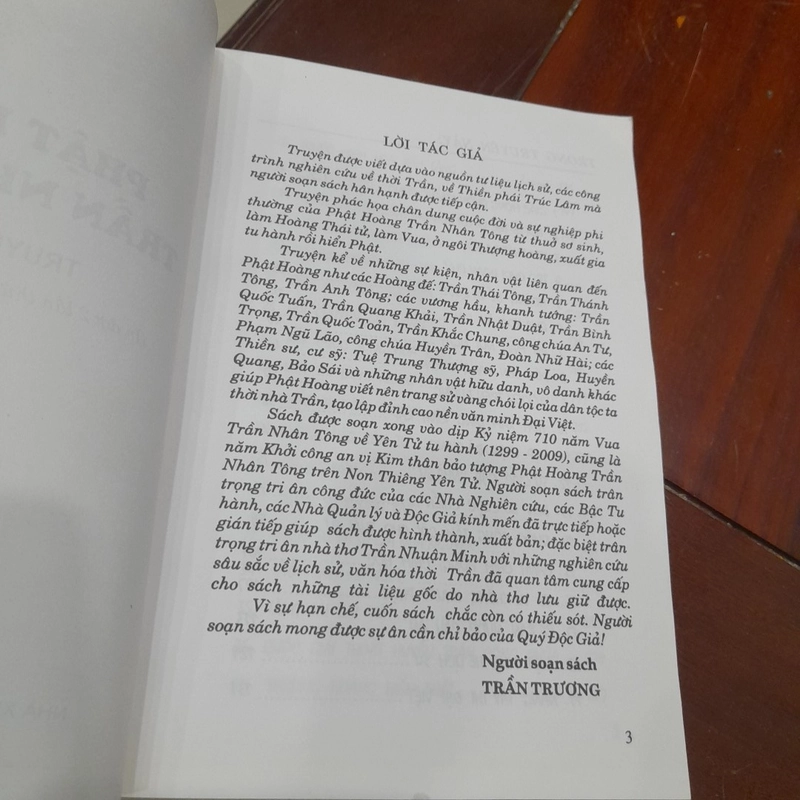 LỜI TÁC GIẢ
Truyện được viết dựa vào nguồn tư liệu lịch sử, các công
trình nghiên cứu về thời Trần, về Thiền phái Trúc Lâm mà
người soạn sách hân hạnh được tiếp cận.
Truyện phác họa chân dung cuộc đời và sự nghiệp phi
thường của Phật Hoàng Trần Nhân Tông từ thuở sơ sinh,
làm Hoàng Thái tử, làm Vua, ở ngôi Thượng hoàng, xuất gia
tu hành rồi hiển Phật.
Truyện kể về những sự kiện, nhân vật liên quan đến
Phật Hoàng như các Hoàng đế: Trần Thái Tông, Trần Thánh
Tông, Trần Anh Tông; các vương hầu, khanh tướng: Trần
Quốc Tuấn, Trần Quang Khải, Trần Nhật Duật, Trần Bình
Trọng, Trần Quốc Toản, Trần Khắc Chung, công chúa An Tư,
Phạm Ngũ Lão, công chúa Huyền Trân, Đoàn Nhữ Hài; các
Thiền sư, cư sỹ: Tuệ Trung Thượng sỹ, Pháp Loa, Huyền
Quang, Bảo Sái và những nhân vật hữu danh, vô danh khác
giúp Phật Hoàng viết nên trang sử vàng chói lọi của dân tộc ta
thời nhà Trần, tạo lập đỉnh cao nền văn minh Đại Việt.
Sách được soạn xong vào dịp Kỷ niệm 710 năm Vua
Trần Nhân Tông về Yên Tử tu hành (1299 - 2009), cũng là
năm Khởi công an vị Kim thân bảo tượng Phật Hoàng Trần
Nhân Tông trên Non Thiêng Yên Tử. Người soạn sách trân
trọng tri ân công đức của các Nhà Nghiên cứu, các Bậc Tu
hành, các Nhà Quản lý và Độc Giả kính mến đã trực tiếp hoặc
gián tiếp giúp sách được hình thành, xuất bản; đặc biệt trân
trọng tri ân nhà thơ Trần Nhuận Minh với những nghiên cứu
sâu sắc về lịch sử, văn hóa thời Trần đã quan tâm cung cấp
cho sách những tài liệu gốc do nhà thơ lưu giữ được.
Vì sự hạn chế, cuốn sách chắc còn có thiếu sót. Người
soạn sách mong được sự ân cần chỉ bảo của Quý Độc Giả!
Người soạn sách
TRẦN TRƯƠNG
3